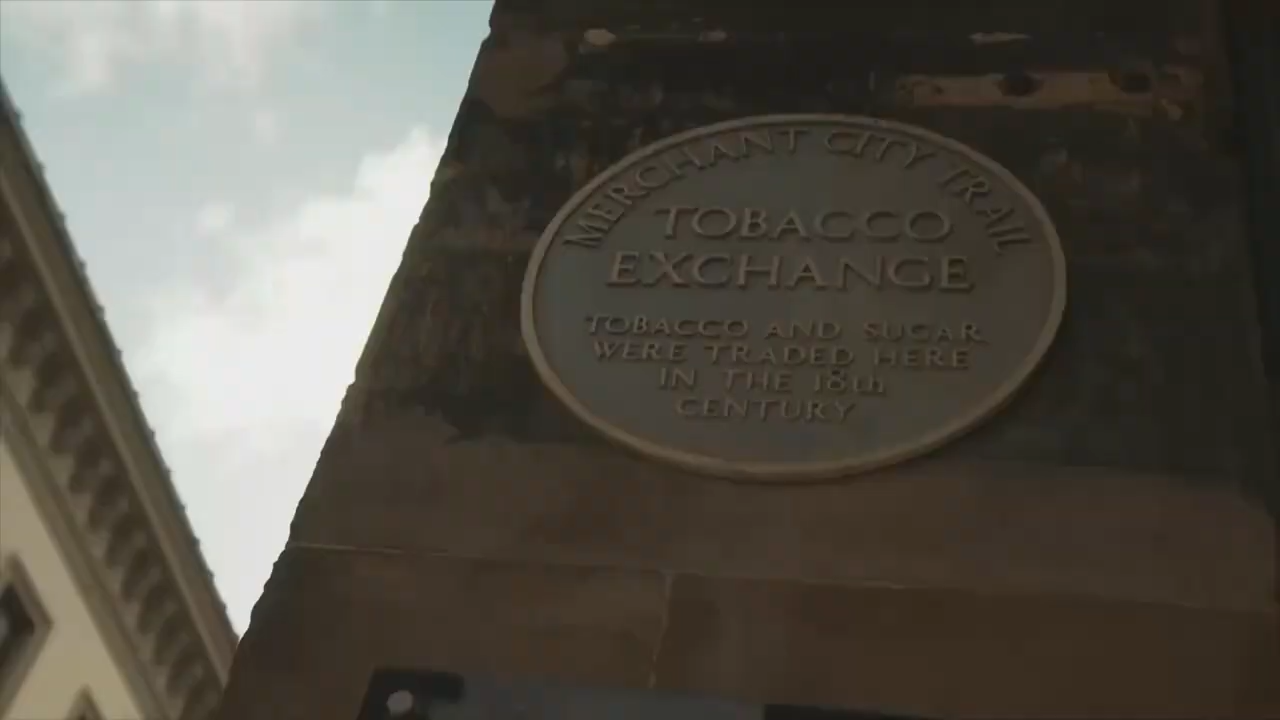 MERCHANT CITY TRAIL
TOBACCO
EXCHANGE
TOBACCO AND SUGAR
WERE TRADED HERE
IN THE 18th
CENTURY